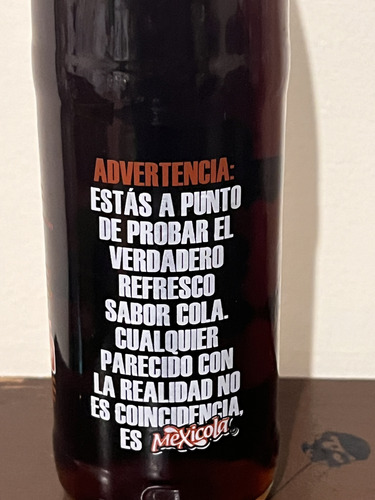 ADVERTENCIA:
ESTÁS A PUNTO
DE PROBAR EL
VERDADERO
REFRESCO
SABOR COLA.
CUALQUIER
PARECIDO CON
LA REALIDAD NO
ES COINCIDENCIA,
ES Mexicola